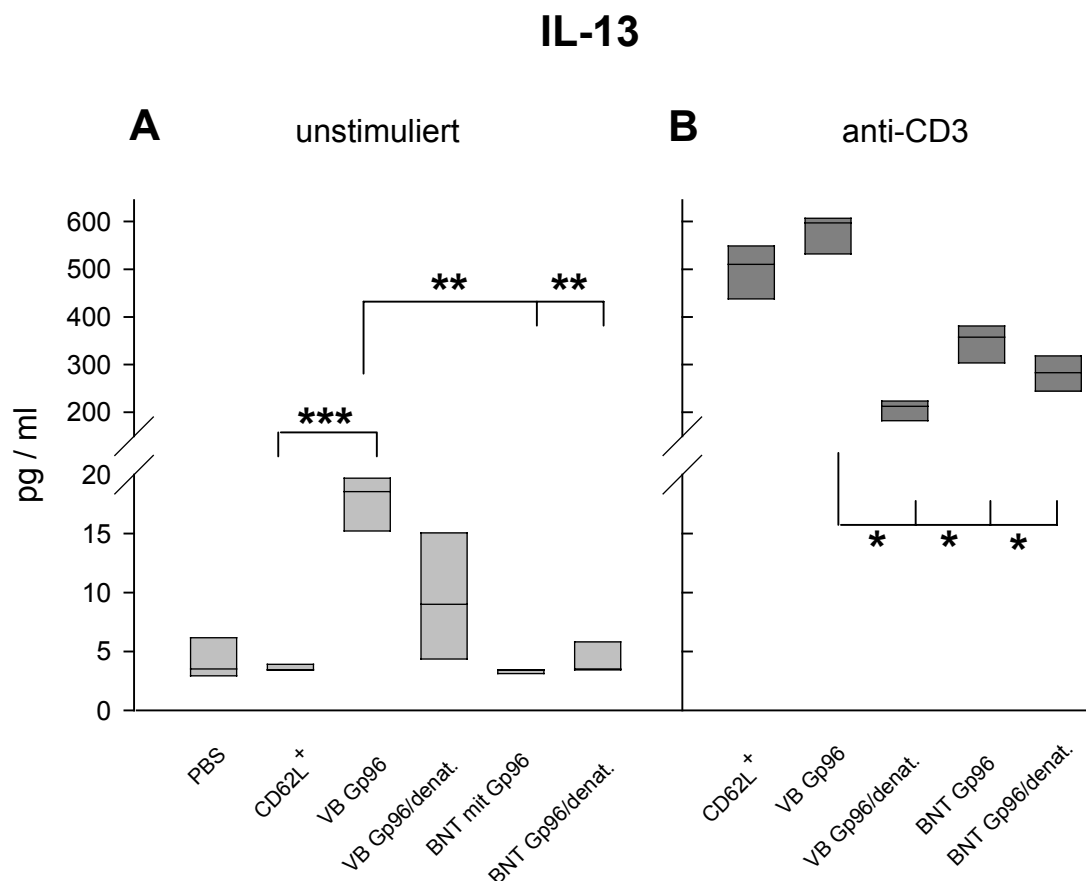 IL-13
A unstimuliert
B anti-CD3
pg / ml
600
500
400
300
200
20
15
10
5
0
***
**
**
*
*
*
PBS
CD62L+
VB Gp96
VB Gp96/denat.
BNT mit Gp96
BNT Gp96/denat.
CD62L+
VB Gp96
VB Gp96/denat.
BNT Gp96
BNT Gp96/denat.